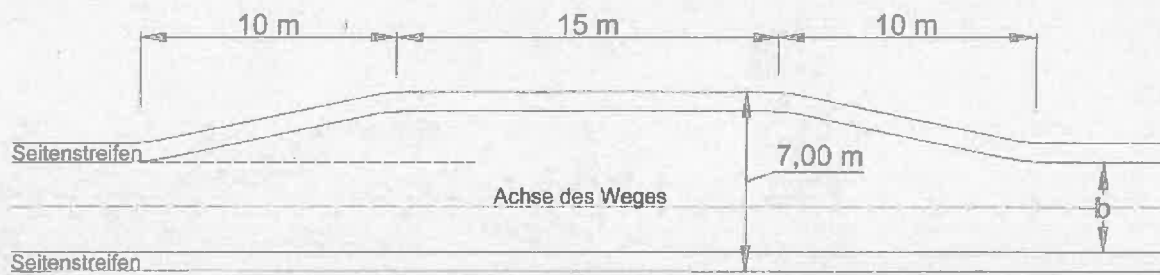 10 m 15 m 10 m
Seitenstreifen
7,00 m
Achse des Weges
b
Seitenstreifen